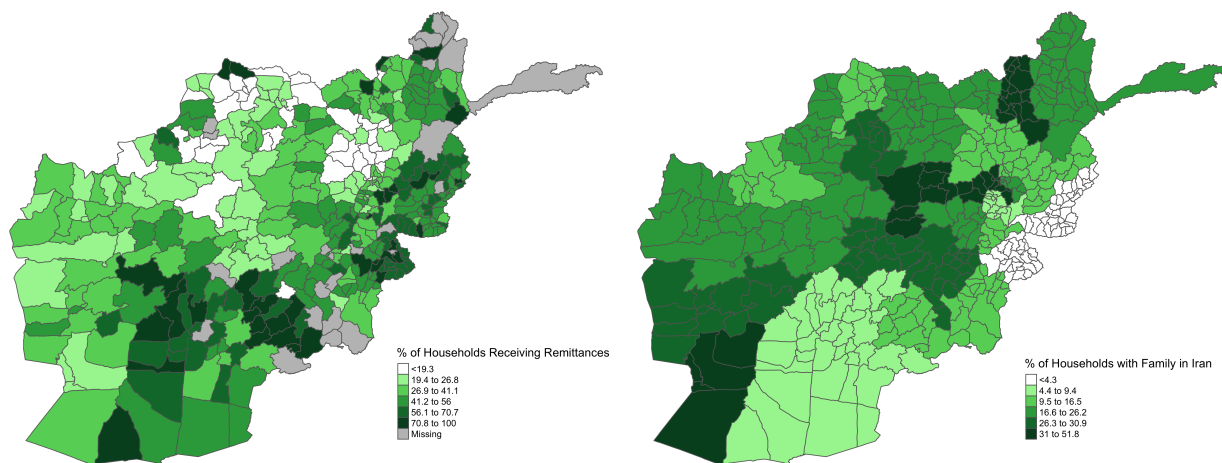 % of Households Receiving Remittances
<19.3
19.4 to 26.8
26.9 to 41.1
41.2 to 56
56.1 to 70.7
70.8 to 100
Missing
% of Households with Family in Iran
<4.3
4.4 to 9.4
9.5 to 16.5
16.6 to 26.2
26.3 to 30.9
31 to 51.8